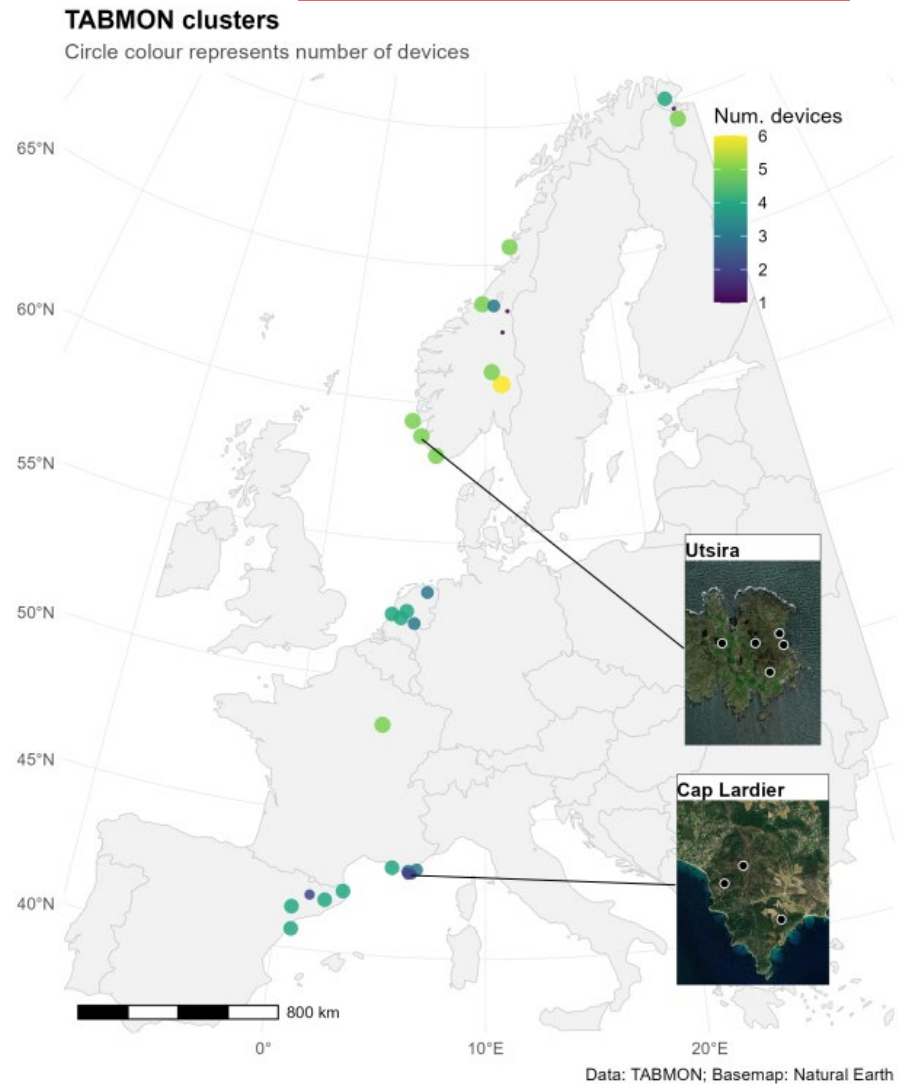 TABMON clusters
Circle colour represents number of devices
Num. devices
6
5
4
3
2
1
65°N
60°N
55°N
50°N
45°N
40°N
Utsira
Cap Lardier
800 km
0°
10°E
20°E
Data: TABMON; Basemap: Natural Earth